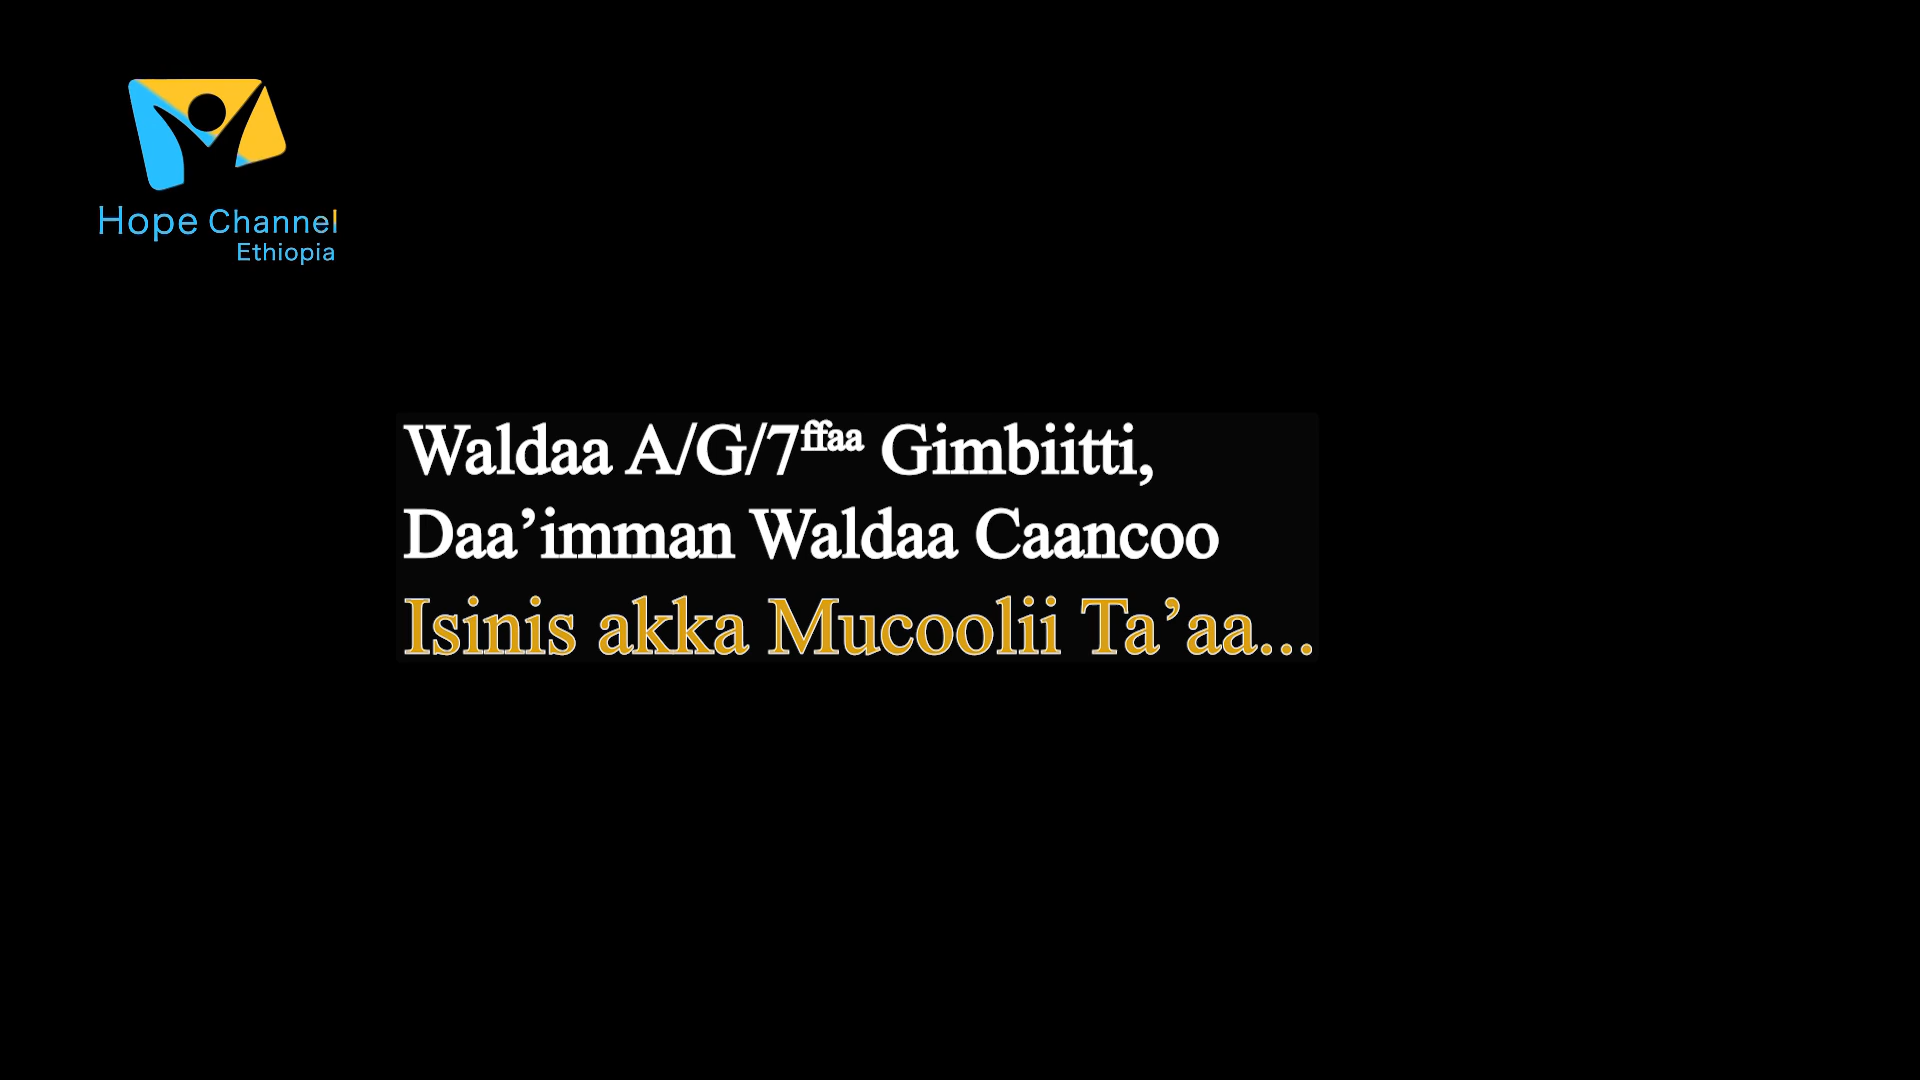 Hope Channel
Ethiopia
Waldaa A/G/7ffaa Gimbiitti,
Daa’imman Waldaa Caancoo
Isinis akka Mucoolii Ta’aa...